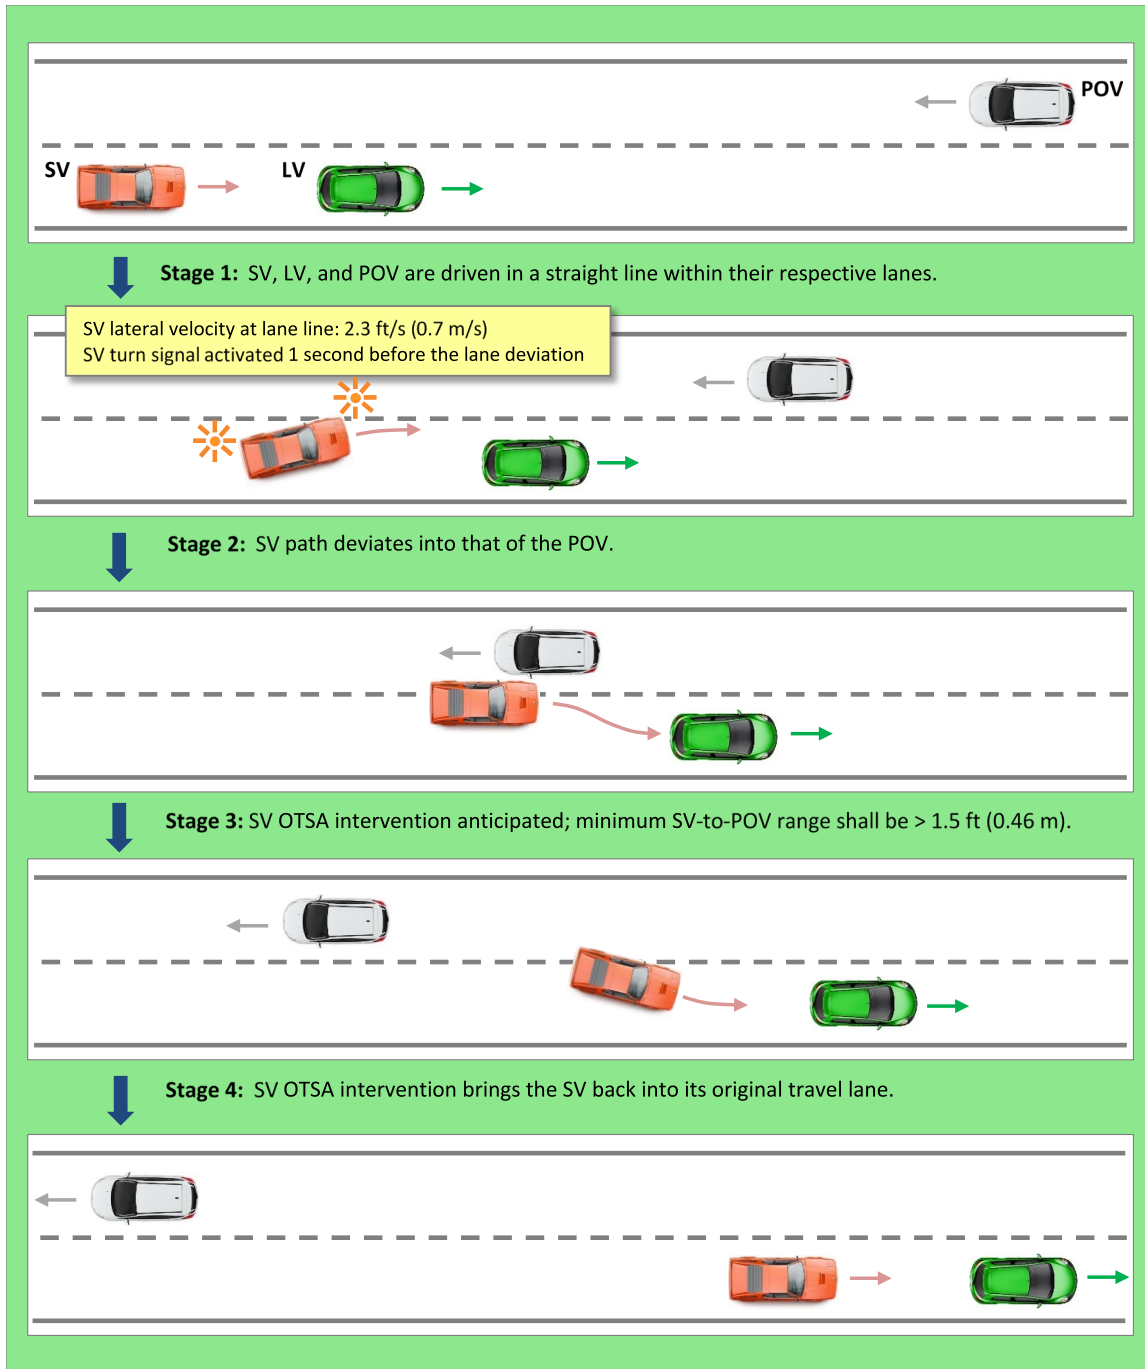 POV
SV
LV
Stage 1: SV, LV, and POV are driven in a straight line within their respective lanes.
SV lateral velocity at lane line: 2.3 ft/s (0.7 m/s)
SV turn signal activated 1 second before the lane deviation
Stage 2: SV path deviates into that of the POV.
Stage 3: SV OTSA intervention anticipated; minimum SV-to-POV range shall be > 1.5 ft (0.46 m).
Stage 4: SV OTSA intervention brings the SV back into its original travel lane.